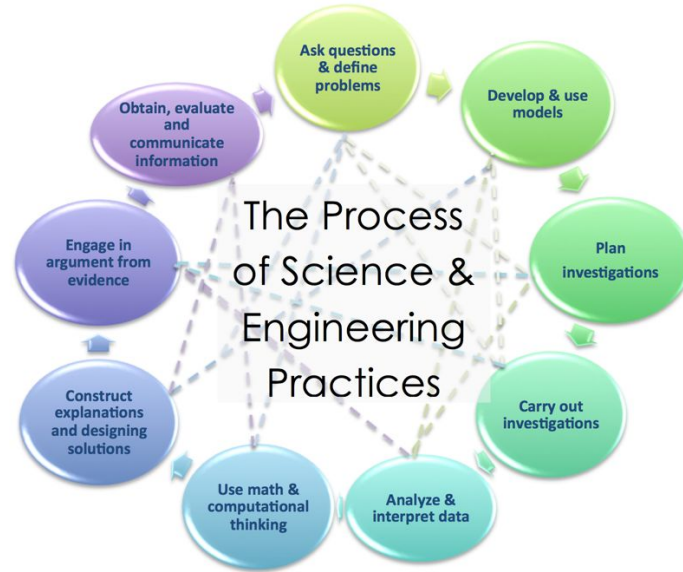 Ask questions
& define
problems
Develop & use
models
Plan
investigations
Carry out
investigations
Analyze &
interpret data
Use math &
computational
thinking
Construct
explanations
and designing
solutions
Engage in
argument from
evidence
Obtain, evaluate
and
communicate
information
The Process
of Science &
Engineering
Practices